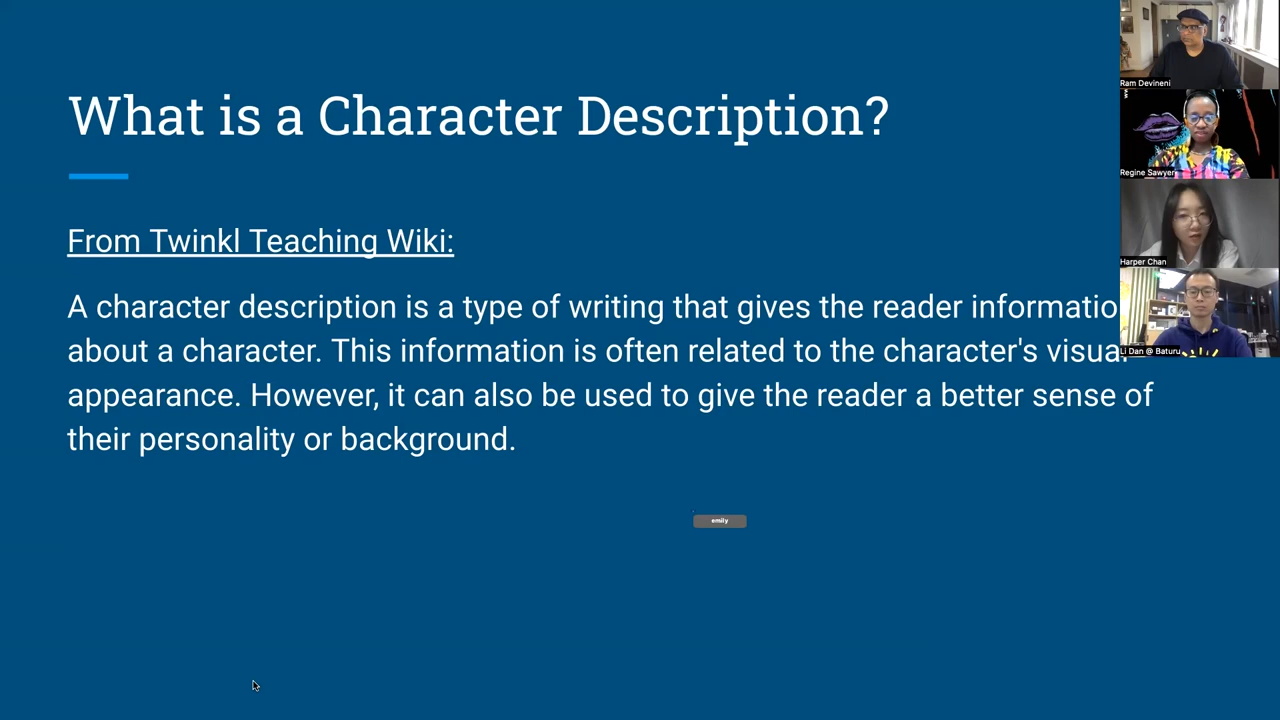 What is a Character Description?
From Twinkl Teaching Wiki:
A character description is a type of writing that gives the reader informatio
about a character. This information is often related to the character's visual
appearance. However, it can also be used to give the reader a better sense of
their personality or background.
emily
Ram Devineni
Regine Sawyer
Harper Chan
Li Dan @ Baturu